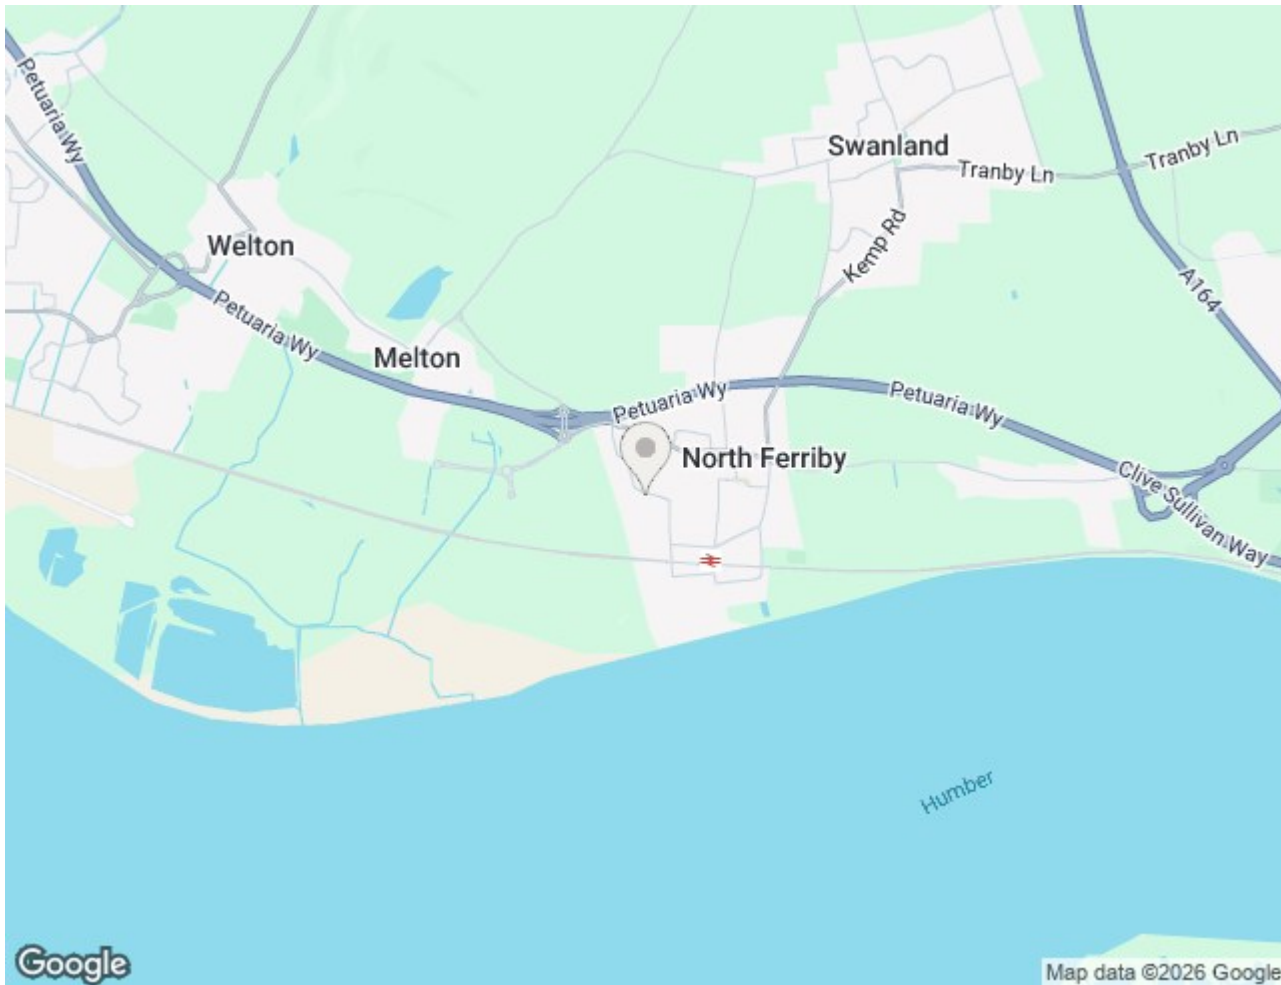 Petuaria Wy
Swanland
Tranby Ln
Tranby Ln
Kemp Rd
Welton
A164
Petuaria Wy
Melton
Petuaria Wy
Petuaria Wy
North Ferriby
Clive Sullivan Way
Humber
Google
Map data ©2026 Google